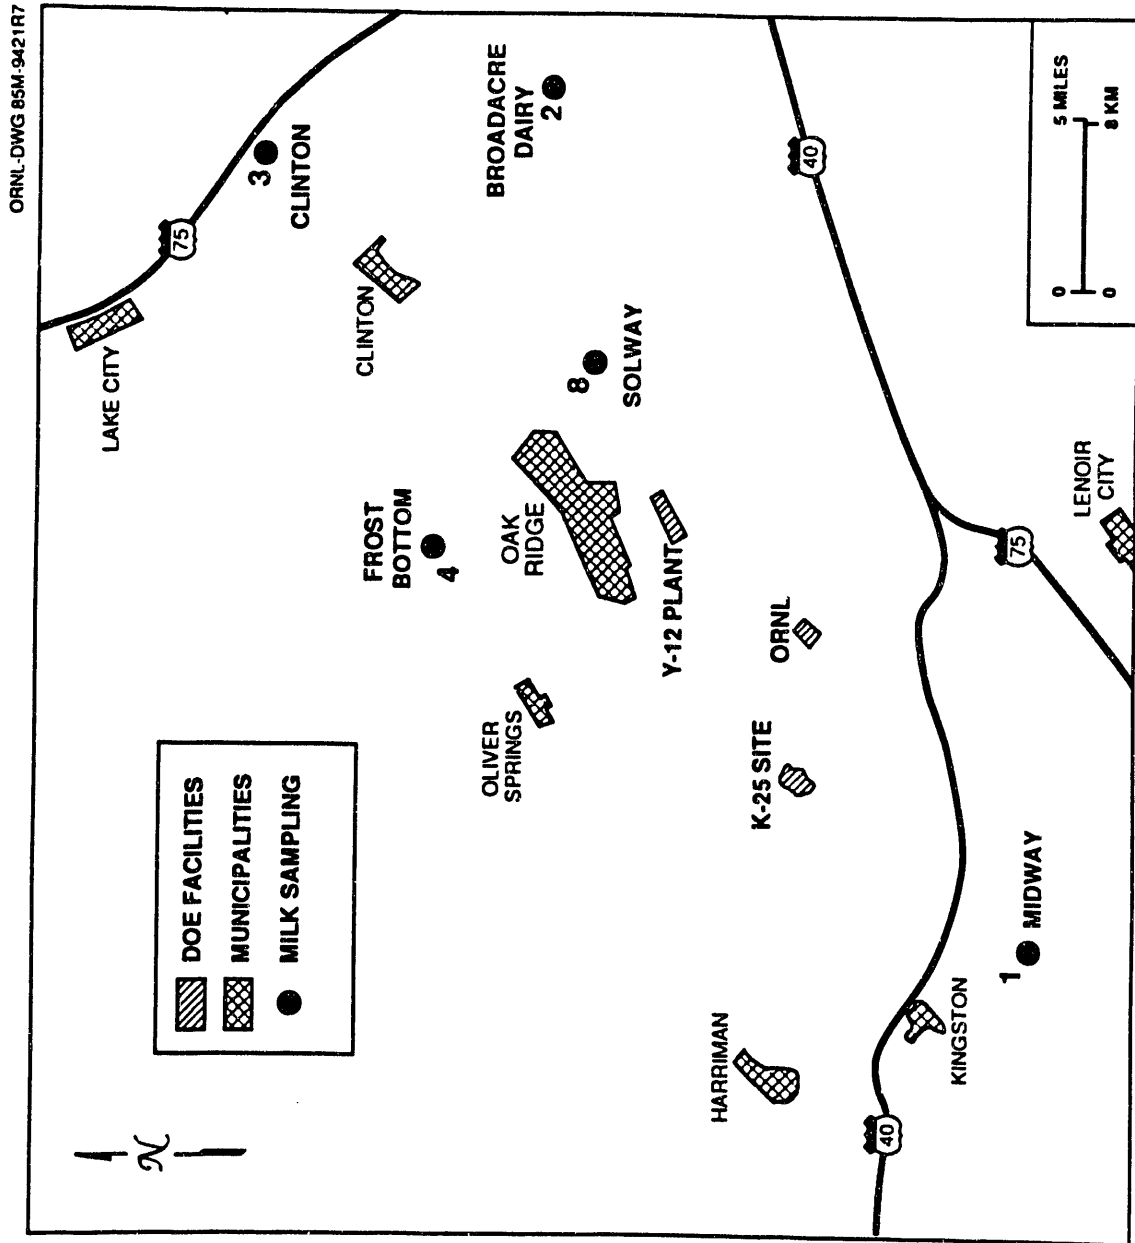 ORNL-DWG 85M-9421R7
N
DOE FACILITIES
MUNICIPALITIES
MILK SAMPLING
LAKE CITY
75
3
CLINTON
CLINTON
BROADACRE
DAIRY
2
FROST
BOTTOM
4
8
SOLWAY
OAK
RIDGE
OLIVER
SPRINGS
Y-12 PLANT
ORNL
K-25 SITE
HARRIMAN
40
KINGSTON
1
MIDWAY
40
75
LENOIR
CITY
0 5 MILES
0 8 KM